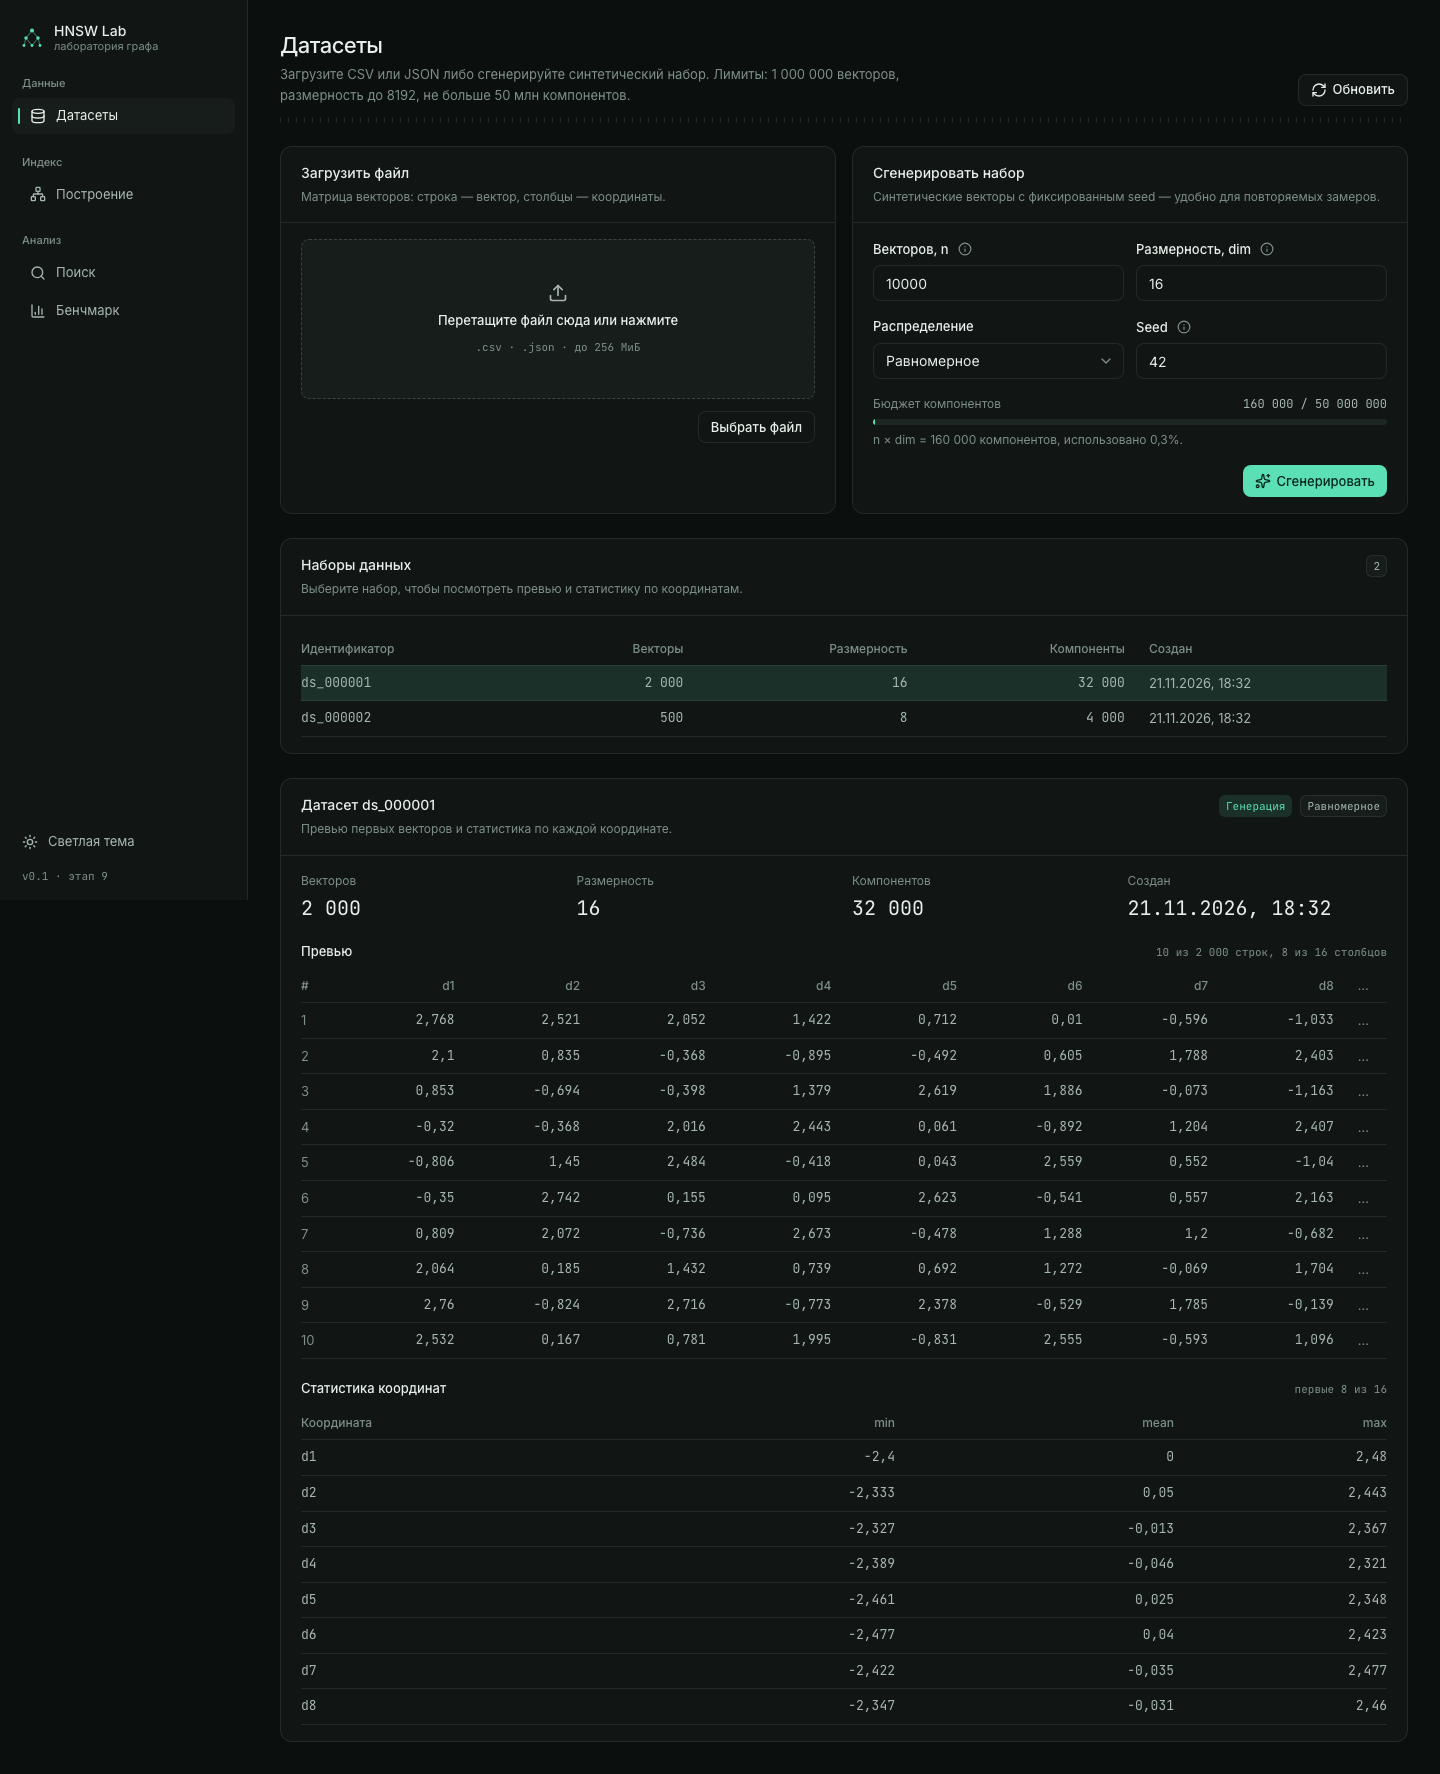 HNSW Lab
лаборатория графа
Данные
Датасеты
Индекс
Построение
Анализ
Поиск
Бенчмарк
Светлая тема
v0.1 · этап 9
Датасеты
Загрузите CSV или JSON либо сгенерируйте синтетический набор. Лимиты: 1 000 000 векторов,
размерность до 8192, не больше 50 млн компонентов.
Обновить
Загрузить файл
Матрица векторов: строка — вектор, столбцы — координаты.
Перетащите файл сюда или нажмите
.csv · .json · до 256 МиБ
Выбрать файл
Сгенерировать набор
Синтетические векторы с фиксированным seed — удобно для повторяемых замеров.
Векторов, n Размерность, dim
10000 16
Распределение Seed
Равномерное 42
Бюджет компонентов 160 000 / 50 000 000
n × dim = 160 000 компонентов, использовано 0,3%.
Сгенерировать
Наборы данных 2
Выберите набор, чтобы посмотреть превью и статистику по координатам.
Идентификатор Векторы Размерность Компоненты Создан
ds_000001 2 000 16 32 000 21.11.2026, 18:32
ds_000002 500 8 4 000 21.11.2026, 18:32
Датасет ds_000001 Генерация Равномерное
Превью первых векторов и статистика по каждой координате.
Векторов Размерность Компонентов Создан
2 000 16 32 000 21.11.2026, 18:32
Превью 10 из 2 000 строк, 8 из 16 столбцов
# d1 d2 d3 d4 d5 d6 d7 d8 …
1 2,768 2,521 2,052 1,422 0,712 0,01 -0,596 -1,033 …
2 2,1 0,835 -0,368 -0,895 -0,492 0,605 1,788 2,403 …
3 0,853 -0,694 -0,398 1,379 2,619 1,886 -0,073 -1,163 …
4 -0,32 -0,368 2,016 2,443 0,061 -0,892 1,204 2,407 …
5 -0,806 1,45 2,484 -0,418 0,043 2,559 0,552 -1,04 …
6 -0,35 2,742 0,155 0,095 2,623 -0,541 0,557 2,163 …
7 0,809 2,072 -0,736 2,673 -0,478 1,288 1,2 -0,682 …
8 2,064 0,185 1,432 0,739 0,692 1,272 -0,069 1,704 …
9 2,76 -0,824 2,716 -0,773 2,378 -0,529 1,785 -0,139 …
10 2,532 0,167 0,781 1,995 -0,831 2,555 -0,593 1,096 …
Статистика координат первые 8 из 16
Координата min mean max
d1 -2,4 0 2,48
d2 -2,333 0,05 2,443
d3 -2,327 -0,013 2,367
d4 -2,389 -0,046 2,321
d5 -2,461 0,025 2,348
d6 -2,477 0,04 2,423
d7 -2,422 -0,035 2,477
d8 -2,347 -0,031 2,46